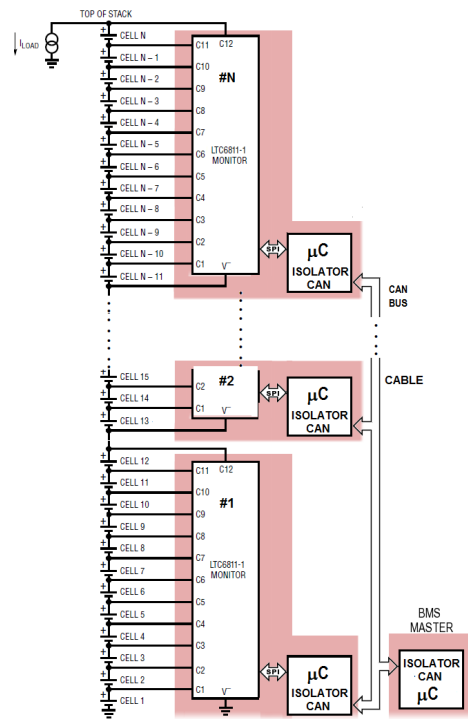 TOP OF STACK
I LOAD
CELL N
CELL N – 1
CELL N – 2
CELL N – 3
CELL N – 4
CELL N – 5
CELL N – 6
CELL N – 7
CELL N – 8
CELL N – 9
CELL N – 10
CELL N – 11
C11 C12
C10
C9
C8
C7
C6
C5
C4
C3
C2
C1
V–
#N
LTC6811-1
MONITOR
SPI
µC
ISOLATOR
CAN
CAN
BUS
CELL 15
CELL 14
CELL 13
C2
C1
V–
#2
SPI
µC
ISOLATOR
CAN
CABLE
CELL 12
CELL 11
CELL 10
CELL 9
CELL 8
CELL 7
CELL 6
CELL 5
CELL 4
CELL 3
CELL 2
CELL 1
C11 C12
C10
C9
C8
C7
C6
C5
C4
C3
C2
C1
V–
#1
LTC6811-1
MONITOR
SPI
µC
ISOLATOR
CAN
BMS
MASTER
ISOLATOR
CAN
µC